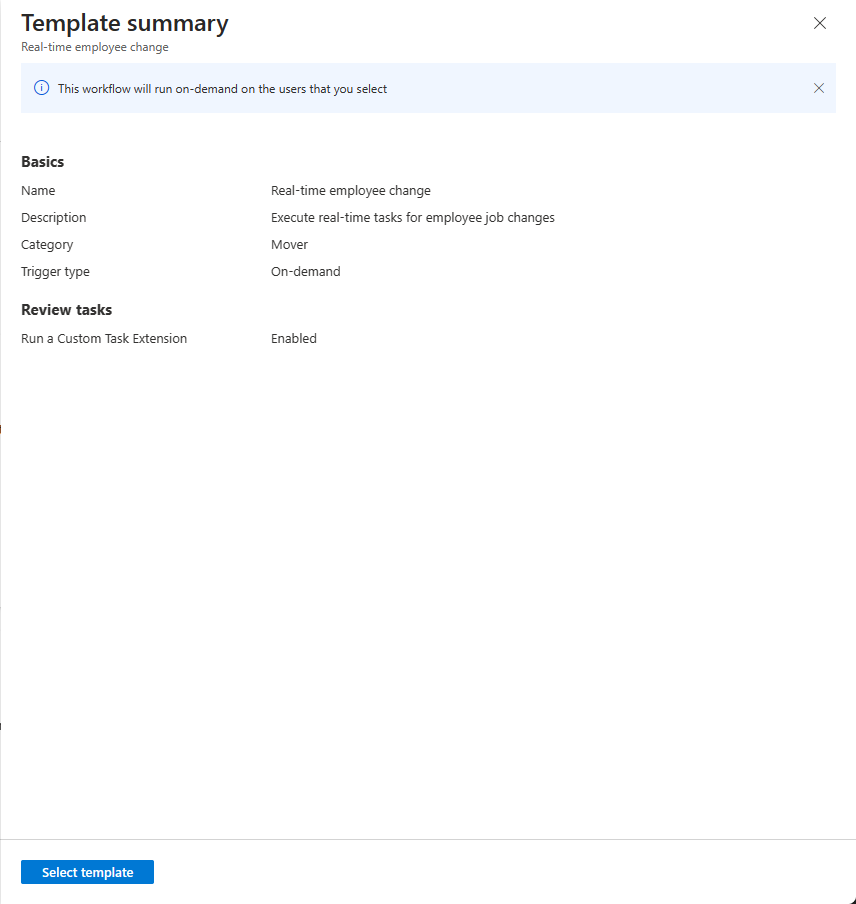 Template summary
Real-time employee change
This workflow will run on-demand on the users that you select
Basics
Name Real-time employee change
Description Execute real-time tasks for employee job changes
Category Mover
Trigger type On-demand
Review tasks
Run a Custom Task Extension Enabled
Select template